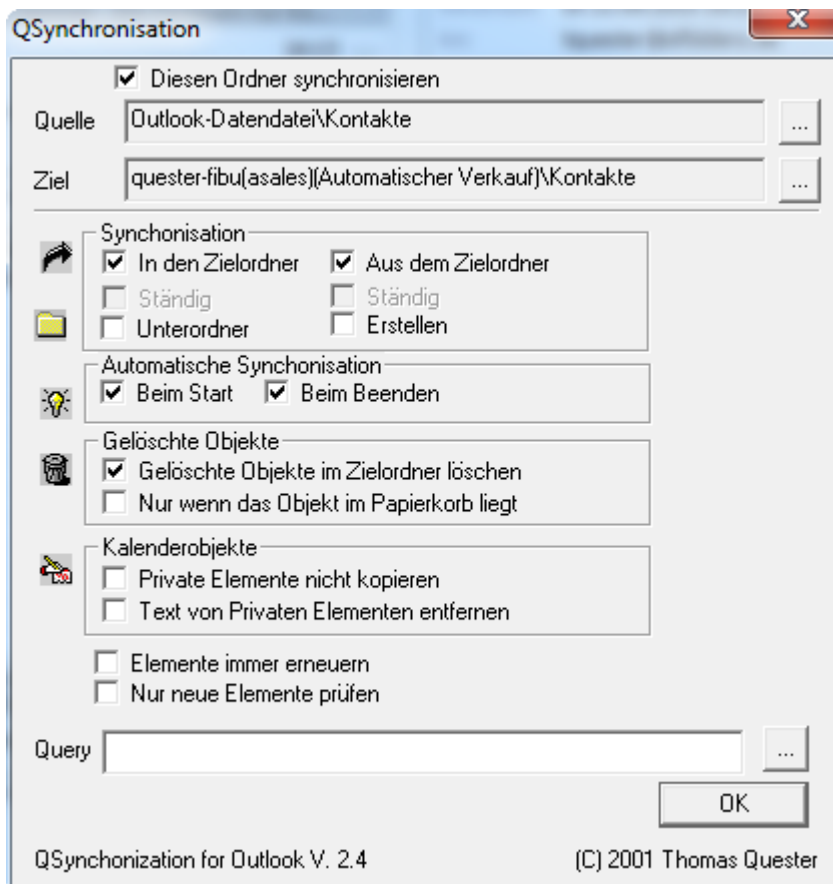 QSynchronisation
Diesen Ordner synchronisieren
Quelle Outlook-Datendatei\Kontakte ...
Ziel quester-fibu(asales)(Automatischer Verkauf)\Kontakte ...
Synchonisation
In den Zielordner Aus dem Zielordner
Ständig Ständig
Unterordner Erstellen
Automatische Synchonisation
Beim Start Beim Beenden
Gelöschte Objekte
Gelöschte Objekte im Zielordner löschen
Nur wenn das Objekt im Papierkorb liegt
Kalenderobjekte
Private Elemente nicht kopieren
Text von Privaten Elementen entfernen
Elemente immer erneuern
Nur neue Elemente prüfen
Query ...
OK
QSynchonization for Outlook V. 2.4 (C) 2001 Thomas Quester